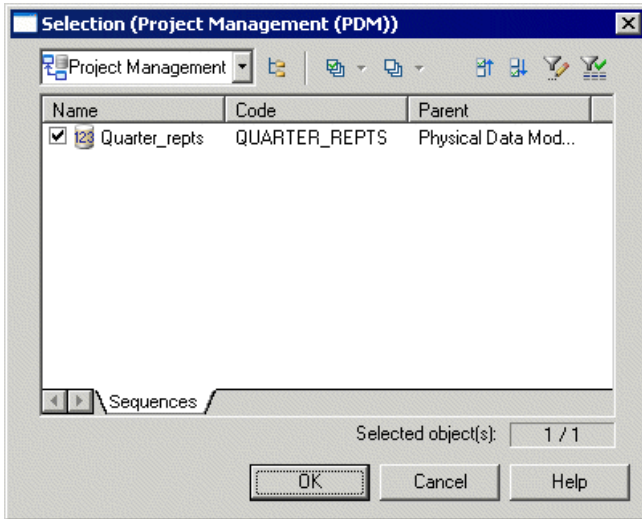 Selection (Project Management (PDM))
Project Management
Name Code Parent
123 Quarter_repts QUARTER_REPTS Physical Data Mod...
Sequences
Selected object(s): 1 / 1
OK Cancel Help